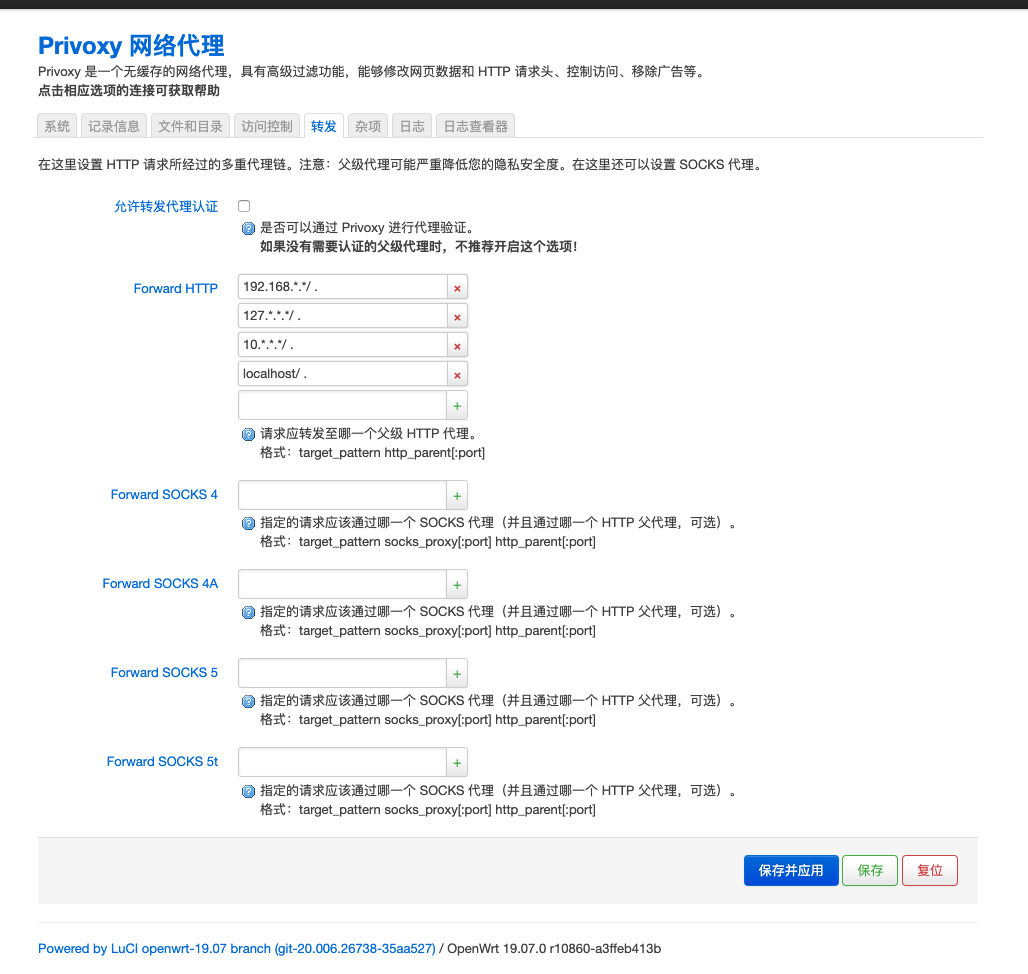 Privoxy 网络代理
Privoxy 是一个无缓存的网络代理，具有高级过滤功能，能够修改网页数据和 HTTP 请求头、控制访问、移除广告等。
点击相应选项的连接可获取帮助
系统 记录信息 文件和目录 访问控制 转发 杂项 日志 日志查看器
在这里设置 HTTP 请求所经过的多重代理链。注意：父级代理可能严重降低您的隐私安全度。在这里还可以设置 SOCKS 代理。
允许转发代理认证
是否可以通过 Privoxy 进行代理验证。
如果没有需要认证的父级代理时，不推荐开启这个选项！
Forward HTTP 192.168.*.*/ . ×
127.*.*.*/ . ×
10.*.*.*/ . ×
localhost/ . ×
+
请求应转发至哪一个父级 HTTP 代理。
格式：target_pattern http_parent[:port]
Forward SOCKS 4 +
指定的请求应该通过哪一个 SOCKS 代理（并且通过哪一个 HTTP 父代理，可选）。
格式：target_pattern socks_proxy[:port] http_parent[:port]
Forward SOCKS 4A +
指定的请求应该通过哪一个 SOCKS 代理（并且通过哪一个 HTTP 父代理，可选）。
格式：target_pattern socks_proxy[:port] http_parent[:port]
Forward SOCKS 5 +
指定的请求应该通过哪一个 SOCKS 代理（并且通过哪一个 HTTP 父代理，可选）。
格式：target_pattern socks_proxy[:port] http_parent[:port]
Forward SOCKS 5t +
指定的请求应该通过哪一个 SOCKS 代理（并且通过哪一个 HTTP 父代理，可选）。
格式：target_pattern socks_proxy[:port] http_parent[:port]
保存并应用 保存 复位
Powered by LuCI openwrt-19.07 branch (git-20.006.26738-35aa527) / OpenWrt 19.07.0 r10860-a3ffeb413b